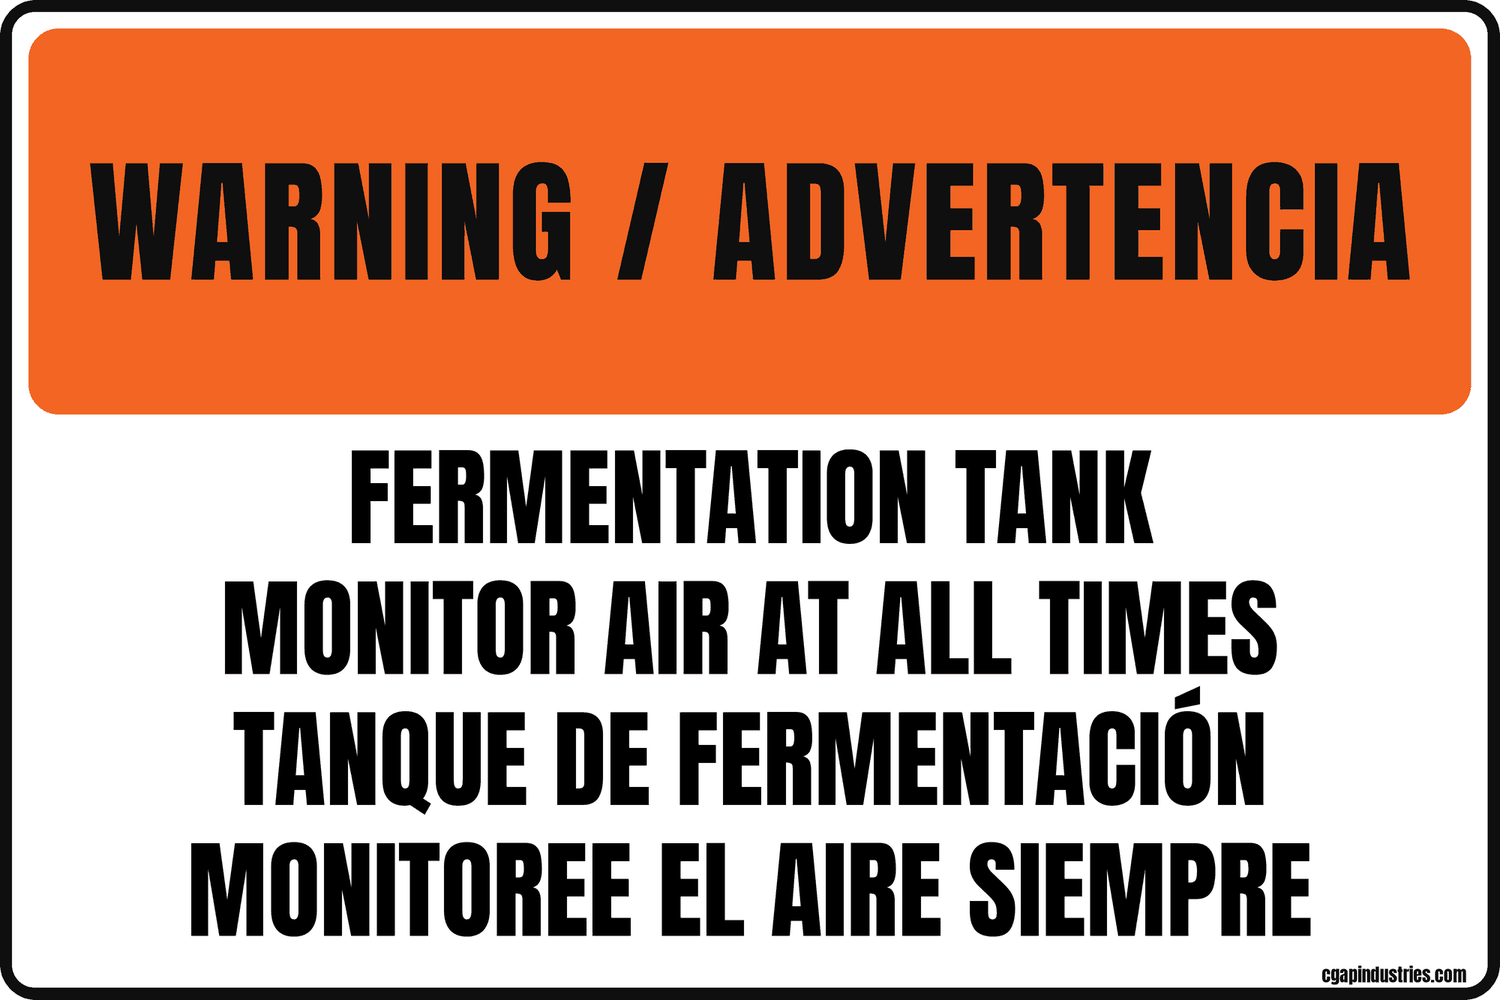 WARNING / ADVERTENCIA
FERMENTATION TANK
MONITOR AIR AT ALL TIMES
TANQUE DE FERMENTACIÓN
MONITOREE EL AIRE SIEMPRE
cgapindustries.com